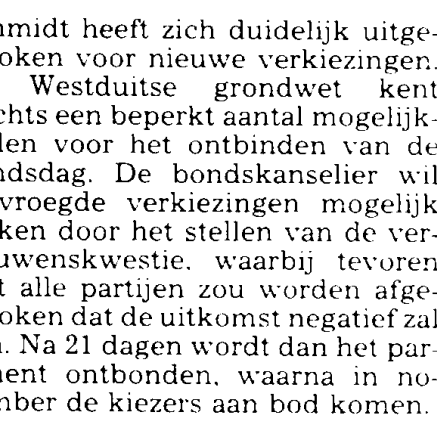 hmidt heeft zich duidelijk uitge-
oken voor nieuwe verkiezingen.
Westduitse grondwet kent
chts een beperkt aantal mogelijk-
den voor het ontbinden van de
ndsdag. De bondskanselier wil
vroegde verkiezingen mogelijk
ken door het stellen van de ver-
uwenskwestie, waarbij tevoren
t alle partijen zou worden afge-
oken dat de uitkomst negatief zal
n. Na 21 dagen wordt dan het par-
ment ontbonden, waarna in no-
mber de kiezers aan bod komen.